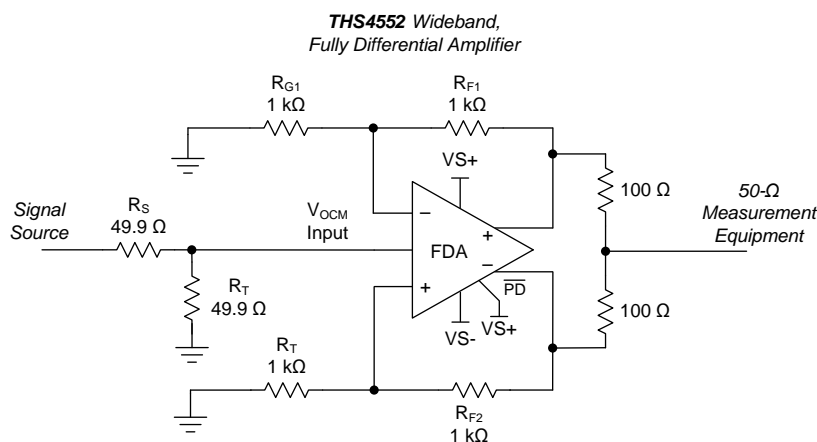 THS4552 Wideband,
Fully Differential Amplifier
RG1
1 kΩ
RF1
1 kΩ
VS+
100 Ω
50-Ω
Measurement
Equipment
Signal
Source
RS
49.9 Ω
VOCM
Input
−
+
FDA
−
+
PD
RT
49.9 Ω
VS-
VS+
100 Ω
RT
1 kΩ
RF2
1 kΩ